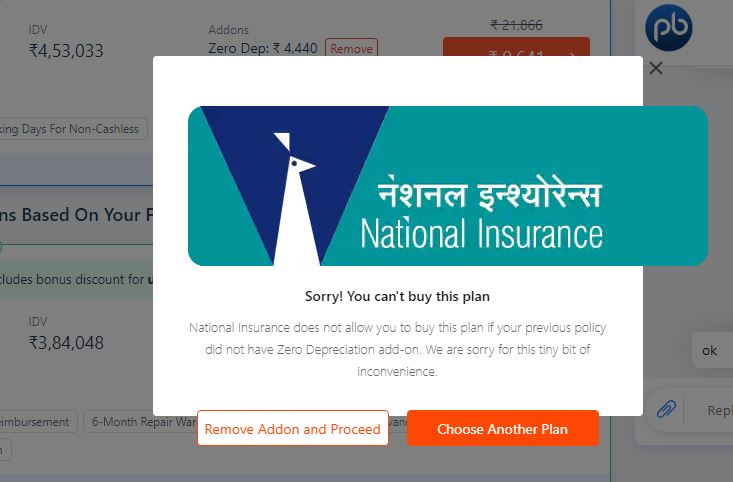 IDV
₹4,53,033
Addons
Zero Dep: ₹ 4,440 Remove
₹ 21,866
pb
king Days For Non-Cashless
नेशनल इन्श्योरेन्स
National Insurance
ns Based On Your P
cludes bonus discount for u
Sorry! You can't buy this plan
National Insurance does not allow you to buy this plan if your previous policy
did not have Zero Depreciation add-on. We are sorry for this tiny bit of
inconvenience.
IDV
₹3,84,048
ok
eimbursement
6-Month Repair War
Remove Addon and Proceed
Choose Another Plan
Repl